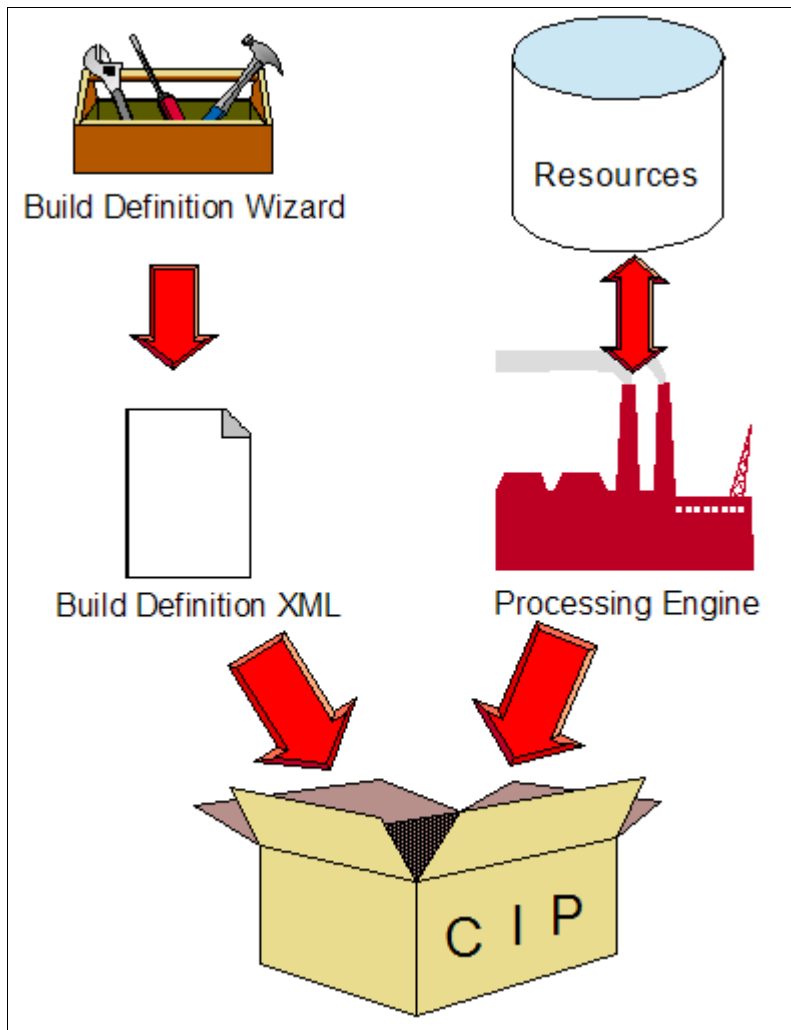 Build Definition Wizard
Resources
Build Definition XML
Processing Engine
C I P